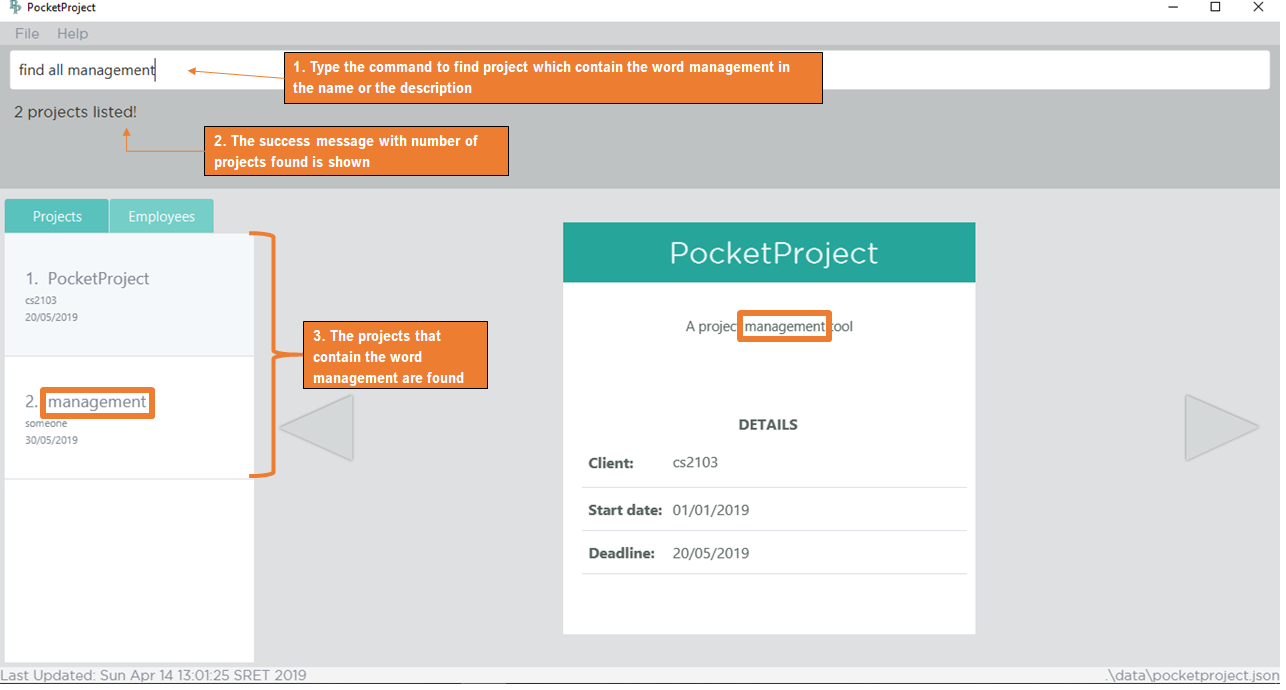 PocketProject
File Help
find all management
1. Type the command to find project which contain the word management in
the name or the description
2 projects listed!
2. The success message with number of
projects found is shown
Projects Employees
1. PocketProject
cs2103
20/05/2019
2. management
someone
30/05/2019
3. The projects that
contain the word
management are found
PocketProject
A project management tool
DETAILS
Client: cs2103
Start date: 01/01/2019
Deadline: 20/05/2019
Last Updated: Sun Apr 14 13:01:25 SRET 2019
.\data\pocketproject.json